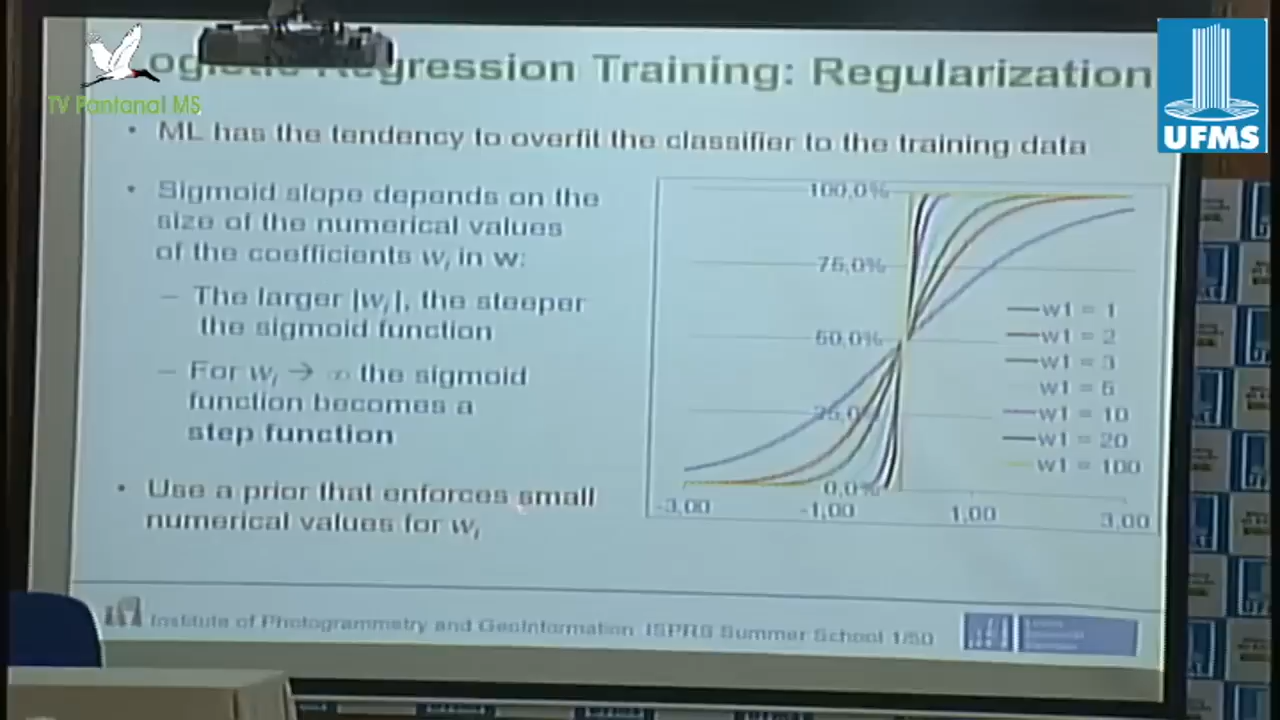 TV Pantanal MS
UFMS
Logistic Regression Training: Regularization
• ML has the tendency to overfit the classifier to the training data
• Sigmoid slope depends on the
size of the numerical values
of the coefficients wᵢ in w:
– The larger |wᵢ|, the steeper
the sigmoid function
– For wᵢ → ∞ the sigmoid
function becomes a
step function
• Use a prior that enforces small
numerical values for wᵢ
100,0%
75,0%
50,0%
25,0%
0,0%
-3,00 -1,00 1,00 3,00
w1 = 1
w1 = 2
w1 = 3
w1 = 5
w1 = 10
w1 = 20
w1 = 100
Institute of Photogrammetry and GeoInformation ISPRS Summer School 1/50